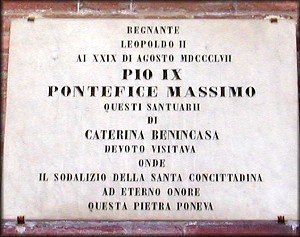 REGNANTE
LEOPOLDO II
AI XXIX DI AGOSTO MDCCCLVII
PIO IX
PONTEFICE MASSIMO
QUESTI SANTUARII
DI
CATERINA BENINCASA
DEVOTO VISITAVA
ONDE
IL SODALIZIO DELLA SANTA CONCITTADINA
AD ETERNO ONORE
QUESTA PIETRA PONEVA